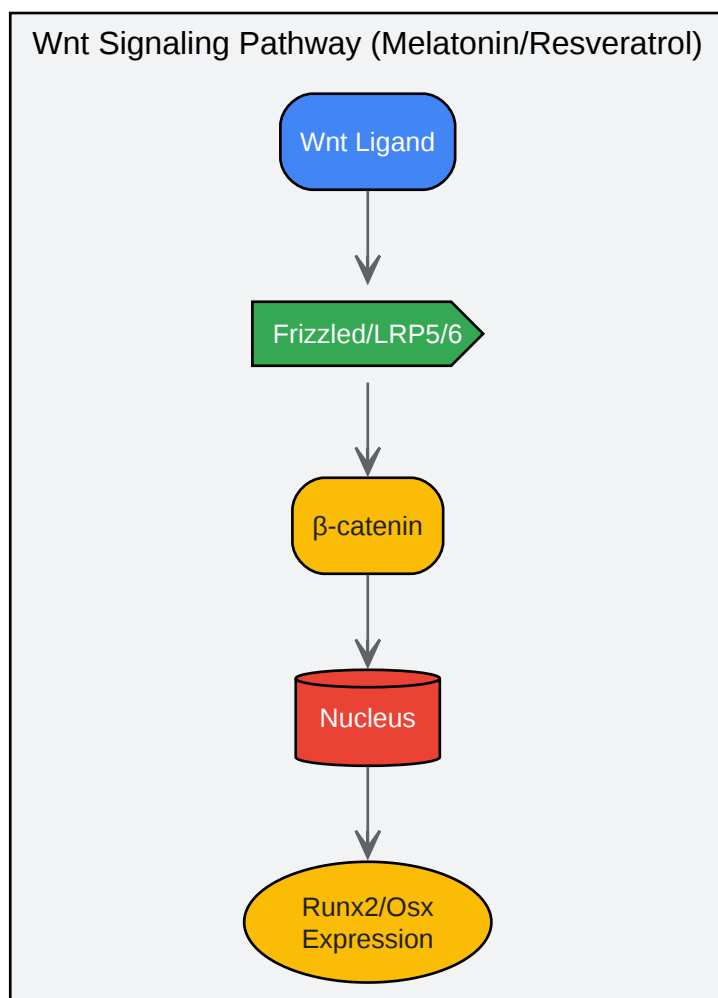 Wnt Signaling Pathway (Melatonin/Resveratrol)
Wnt Ligand
Frizzled/LRP5/6
β-catenin
Nucleus
Runx2/Osx
Expression